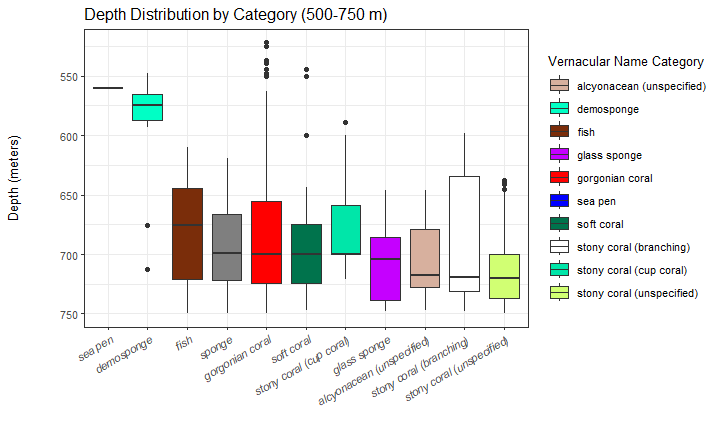 Depth Distribution by Category (500-750 m)
Depth (meters)
550
600
650
700
750
sea pen
demosponge
fish
sponge
gorgonian coral
soft coral
stony coral (cup coral)
glass sponge
alcyonacean (unspecified)
stony coral (branching)
stony coral (unspecified)
Vernacular Name Category
alcyonacean (unspecified)
demosponge
fish
glass sponge
gorgonian coral
sea pen
soft coral
stony coral (branching)
stony coral (cup coral)
stony coral (unspecified)